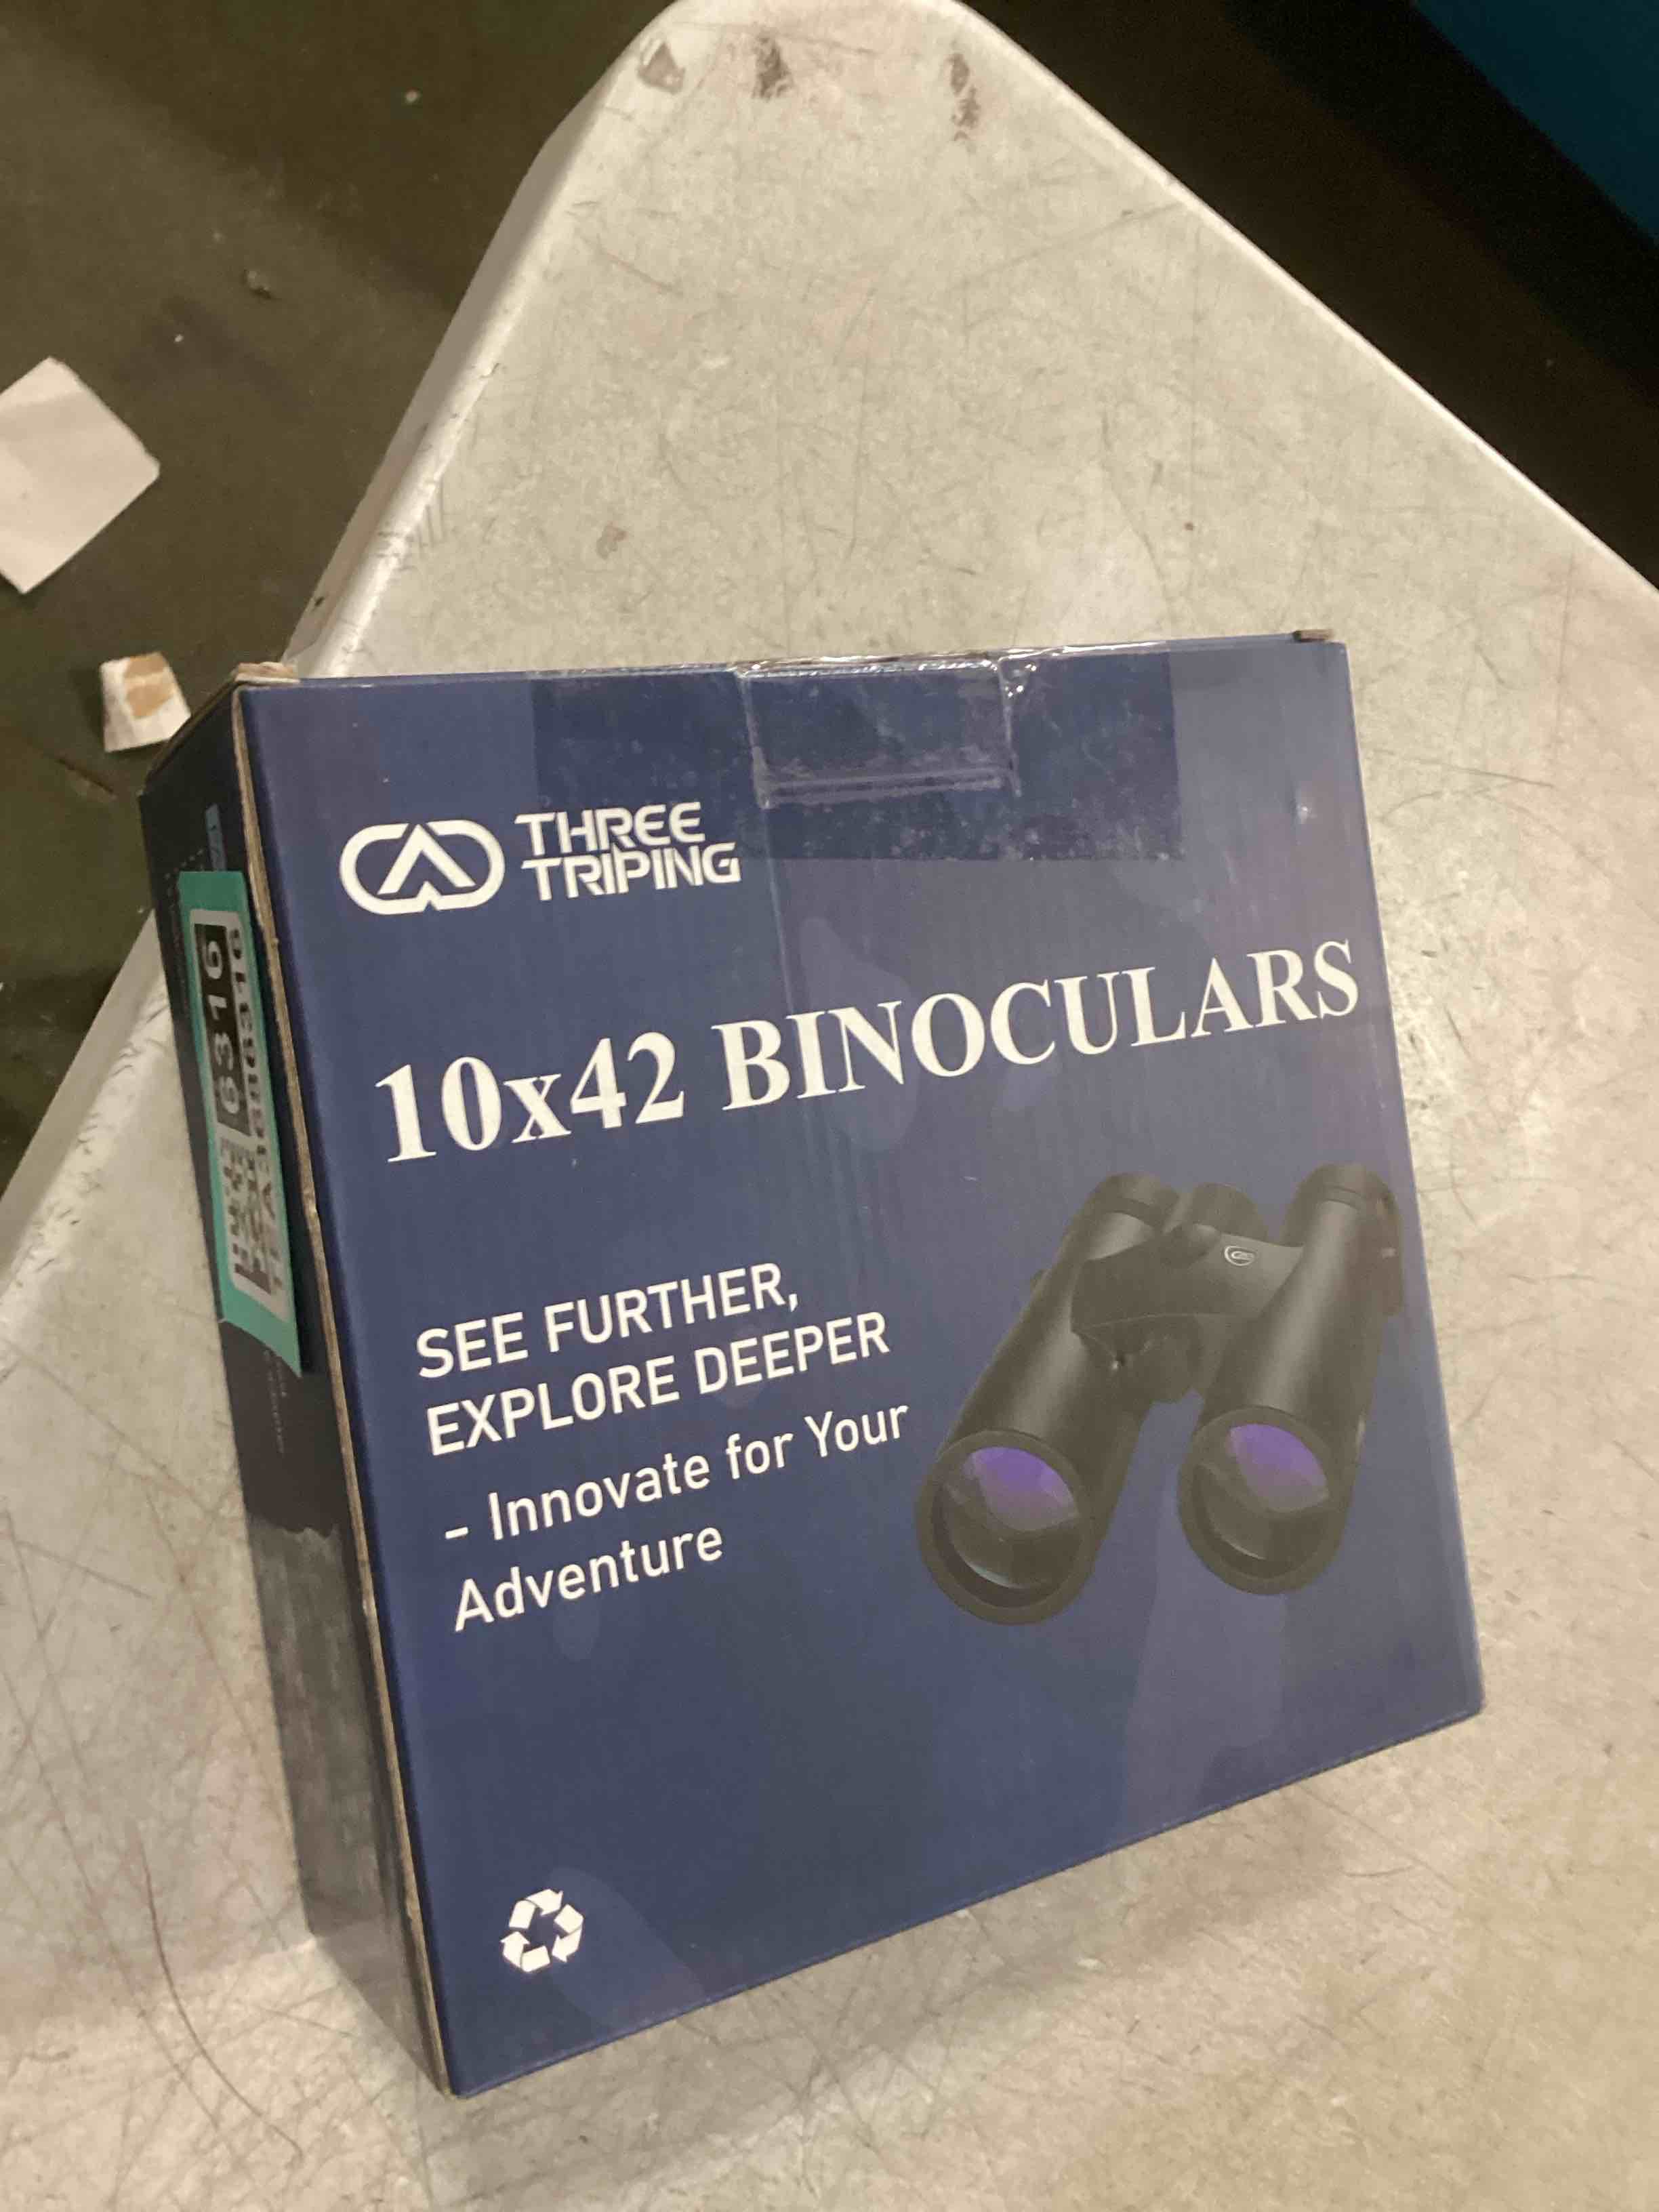 THREE
TRIPING
10x42 BINOCULARS
SEE FURTHER,
EXPLORE DEEPER
- Innovate for Your
Adventure
6316